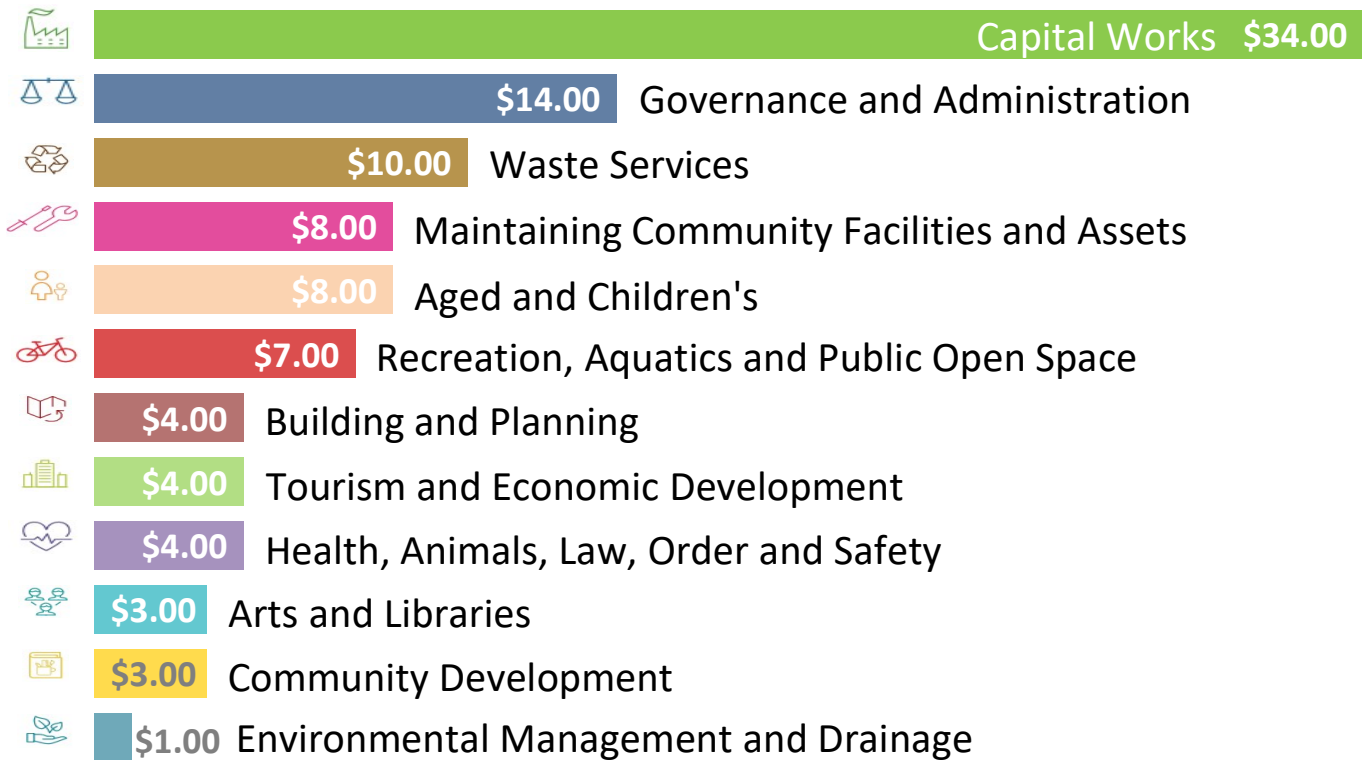 Capital Works $34.00
$14.00 Governance and Administration
$10.00 Waste Services
$8.00 Maintaining Community Facilities and Assets
$8.00 Aged and Children's
$7.00 Recreation, Aquatics and Public Open Space
$4.00 Building and Planning
$4.00 Tourism and Economic Development
$4.00 Health, Animals, Law, Order and Safety
$3.00 Arts and Libraries
$3.00 Community Development
$1.00 Environmental Management and Drainage